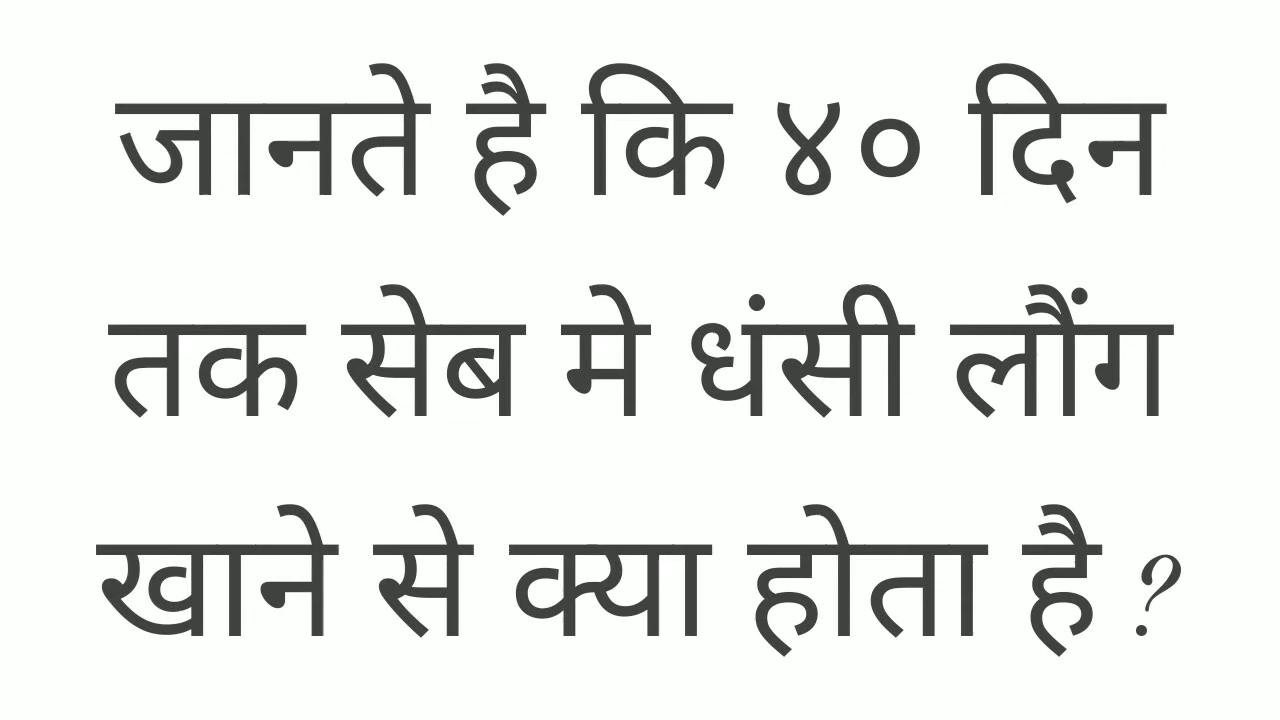 जानते है कि ४० दिन
तक सेब मे धंसी लौंग
खाने से क्या होता है ?